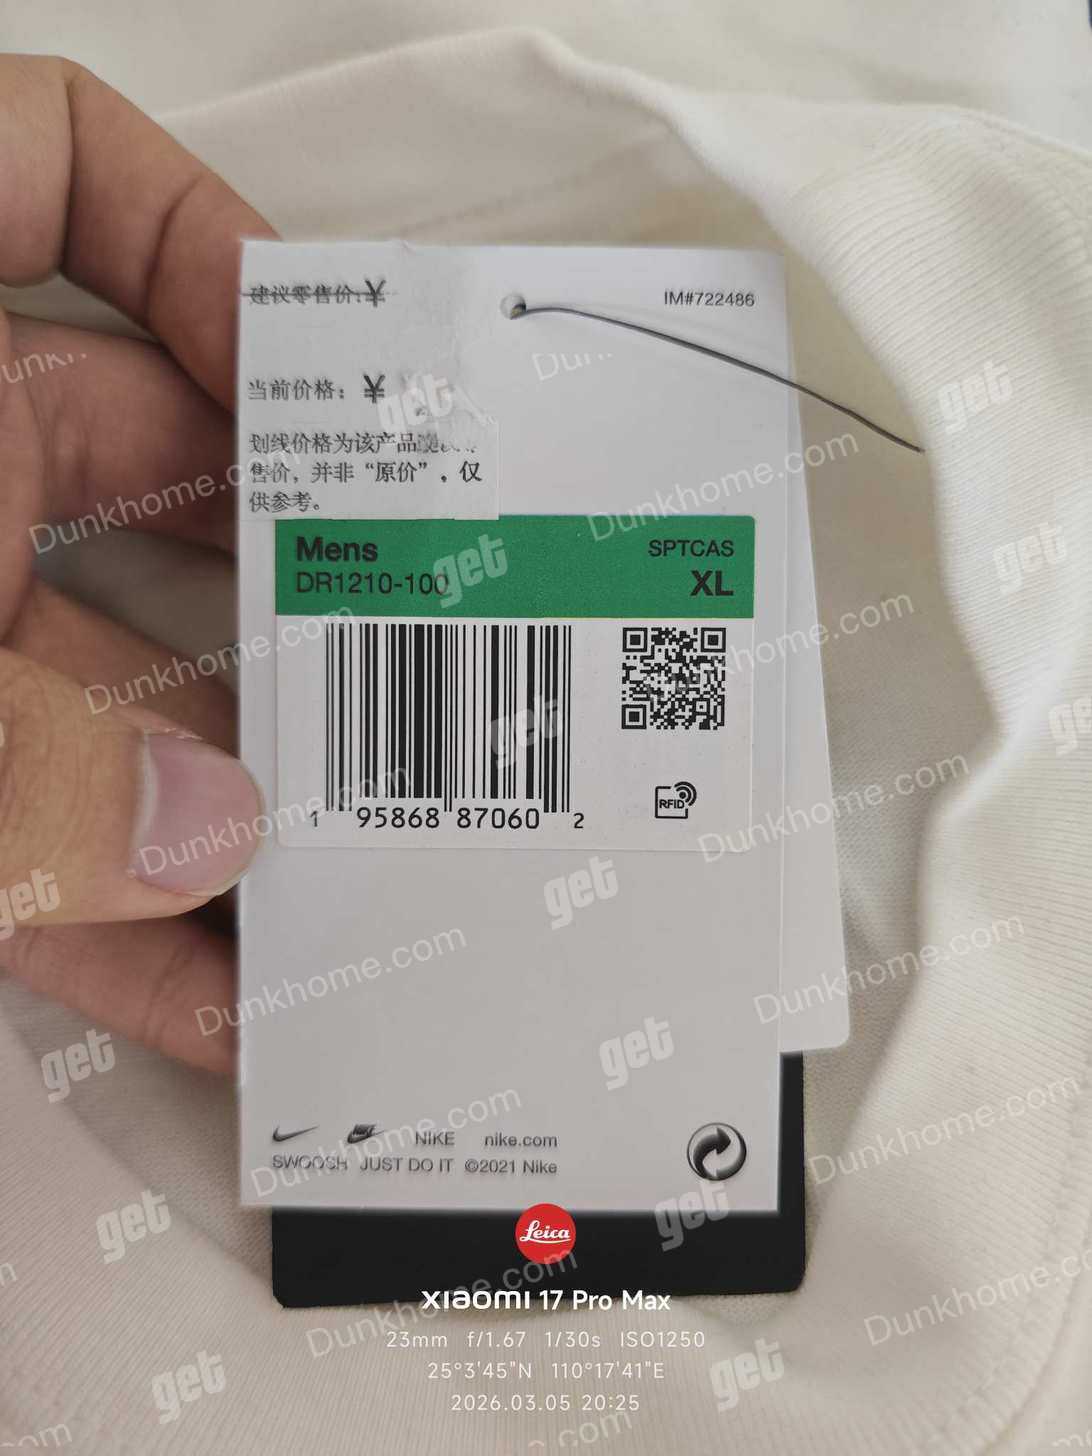 建议零售价:¥
IM#722486
当前价格: ¥
划线价格为该产品
售价, 并非“原价”, 仅
供参考。
Mens
SPTCAS
DR1210-100
XL
RFID
1 95868 87060 2
NIKE nike.com
SWOOSH JUST DO IT ©2021 Nike
Leica
xiaomi 17 Pro Max
23mm f/1.67 1/30s ISO1250
25°3'45"N 110°17'41"E
2026.03.05 20:25
get
Dunkhome.com